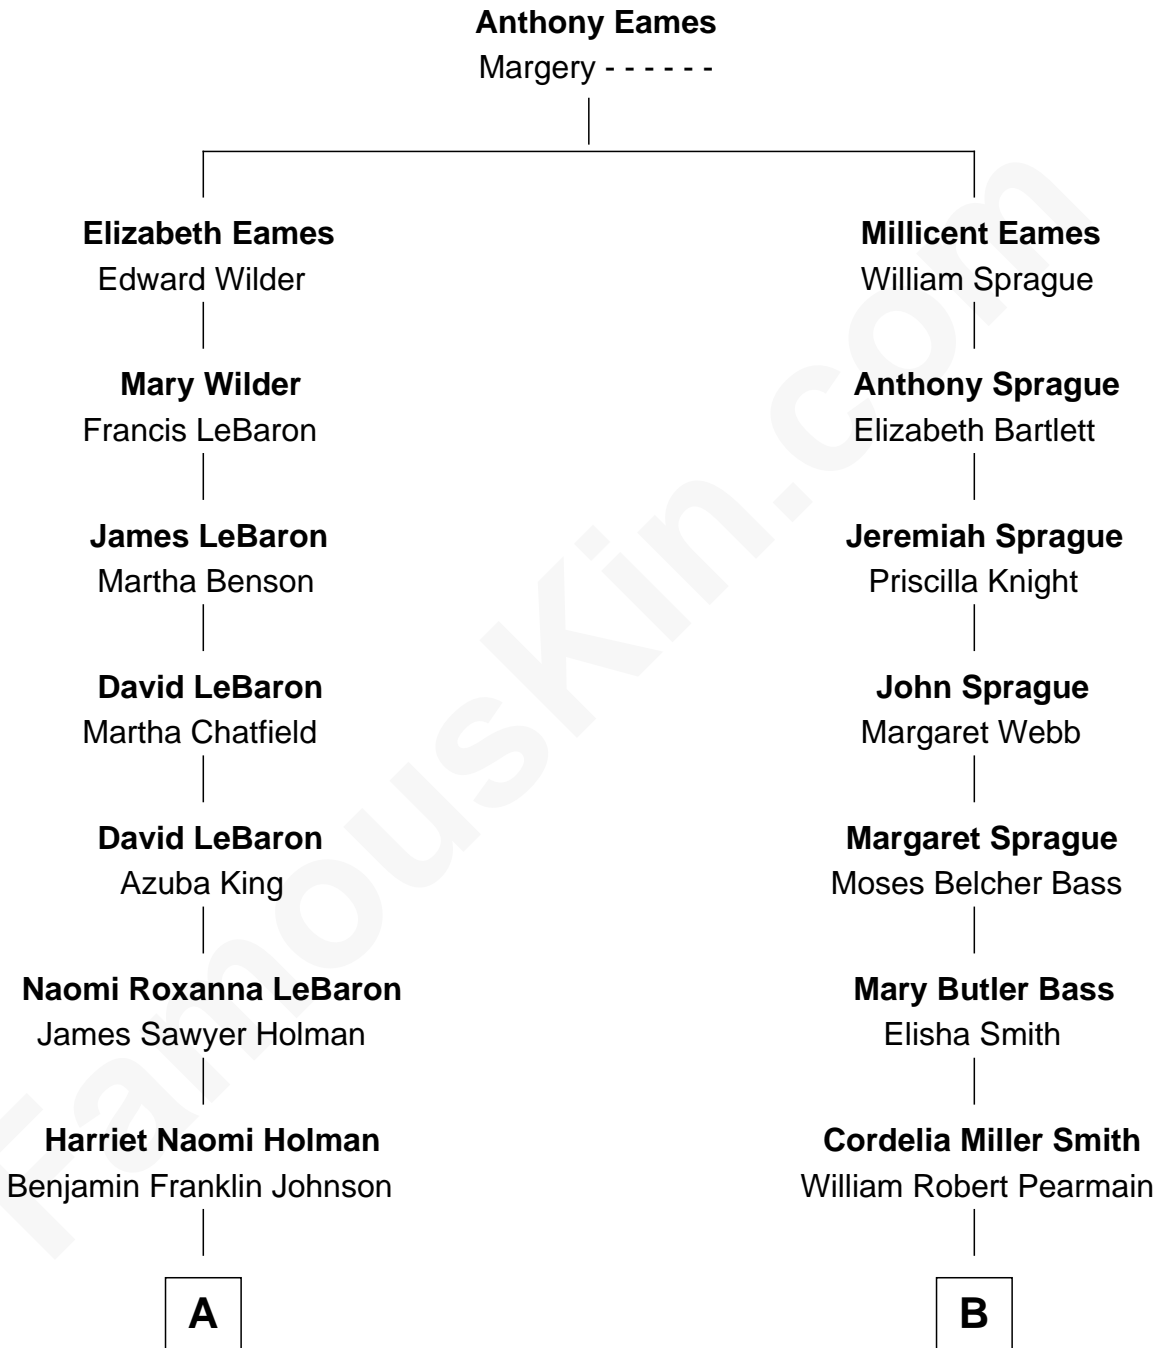 Anthony Eames
Margery - - - - - -
Elizabeth Eames
Edward Wilder
Millicent Eames
William Sprague
Mary Wilder
Francis LeBaron
Anthony Sprague
Elizabeth Bartlett
James LeBaron
Martha Benson
Jeremiah Sprague
Priscilla Knight
David LeBaron
Martha Chatfield
John Sprague
Margaret Webb
David LeBaron
Azuba King
Margaret Sprague
Moses Belcher Bass
Naomi Roxanna LeBaron
James Sawyer Holman
Mary Butler Bass
Elisha Smith
Harriet Naomi Holman
Benjamin Franklin Johnson
Cordelia Miller Smith
William Robert Pearmain
A
B
FamousKin.com